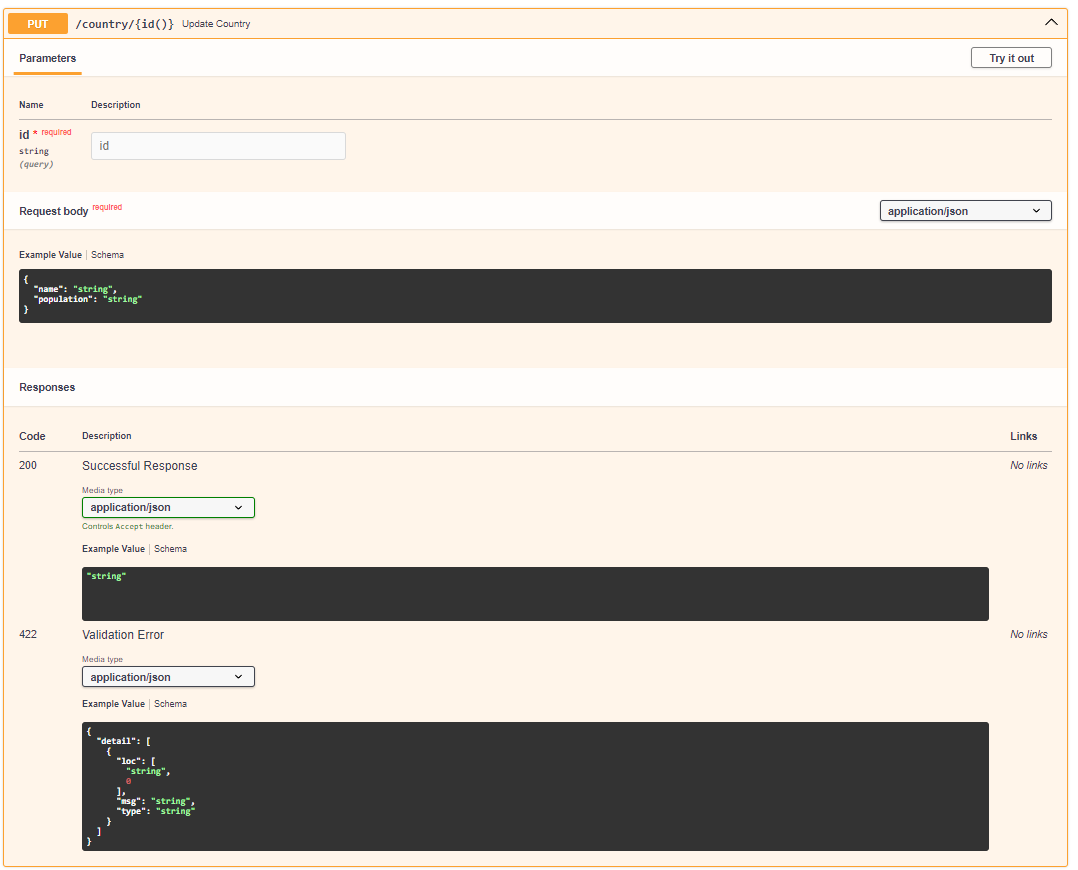 PUT /country/{id()} Update Country
Parameters
Try it out
Name Description
id * required
string
(query)
id
Request body required
application/json
Example Value | Schema
{
  "name": "string",
  "population": "string"
}
Responses
Code Description Links
200 Successful Response No links
Media type
application/json
Controls Accept header.
Example Value | Schema
"string"
422 Validation Error No links
Media type
application/json
Example Value | Schema
{
  "detail": [
    {
      "loc": [
        "string",
        0
      ],
      "msg": "string",
      "type": "string"
    }
  ]
}